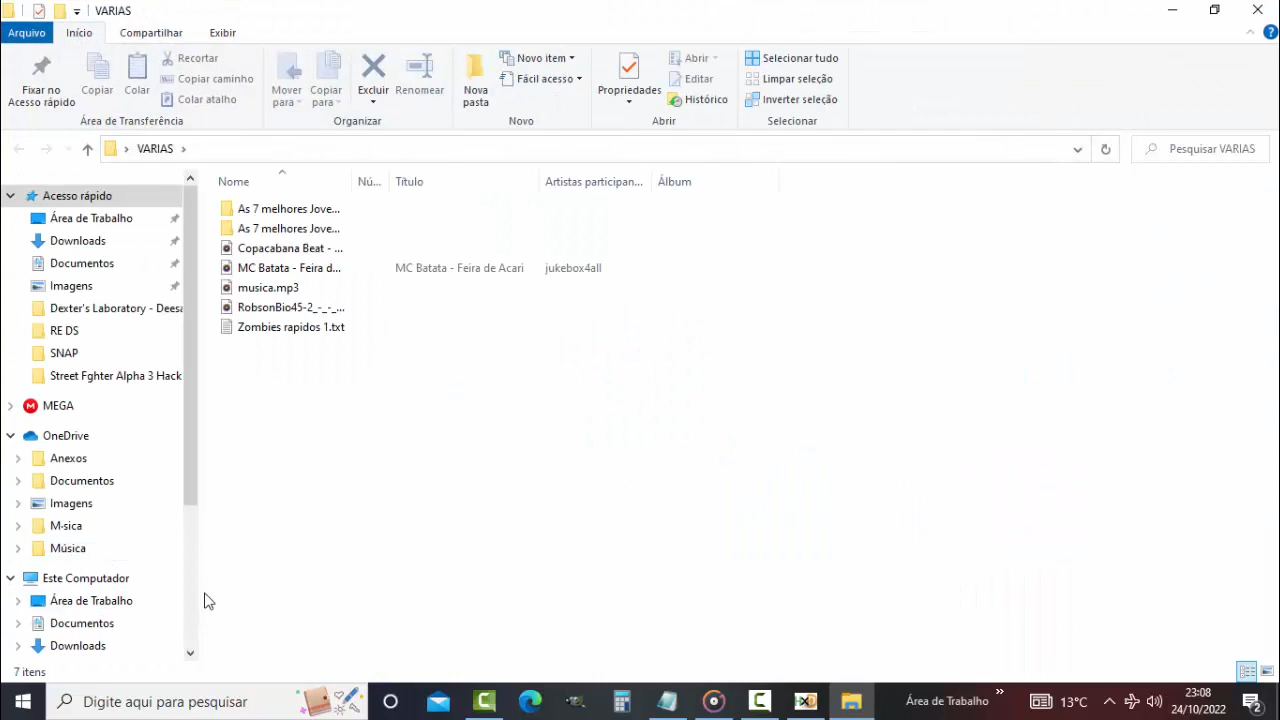 VARIAS
Arquivo Início Compartilhar Exibir
Fixar no Acesso rápido
Copiar
Colar
Recortar
Copiar caminho
Colar atalho
Área de Transferência
Mover para
Copiar para
Excluir
Renomear
Organizar
Nova pasta
Novo item
Fácil acesso
Novo
Propriedades
Abrir
Editar
Histórico
Abrir
Selecionar tudo
Limpar seleção
Inverter seleção
Selecionar
VARIAS
Pesquisar VARIAS
Nome Nú... Título Artistas participan... Álbum
As 7 melhores Jove...
As 7 melhores Jove...
Copacabana Beat - ...
MC Batata - Feira d... MC Batata - Feira de Acari jukebox4all
musica.mp3
RobsonBio45-2_-_-_...
Zombies rapidos 1.txt
Acesso rápido
Área de Trabalho
Downloads
Documentos
Imagens
Dexter's Laboratory - Deesa
RE DS
SNAP
Street Fghter Alpha 3 Hack
MEGA
OneDrive
Anexos
Documentos
Imagens
M-sica
Música
Este Computador
Área de Trabalho
Documentos
Downloads
7 itens
Digite aqui para pesquisar
Área de Trabalho
13°C
23:08
24/10/2022
2